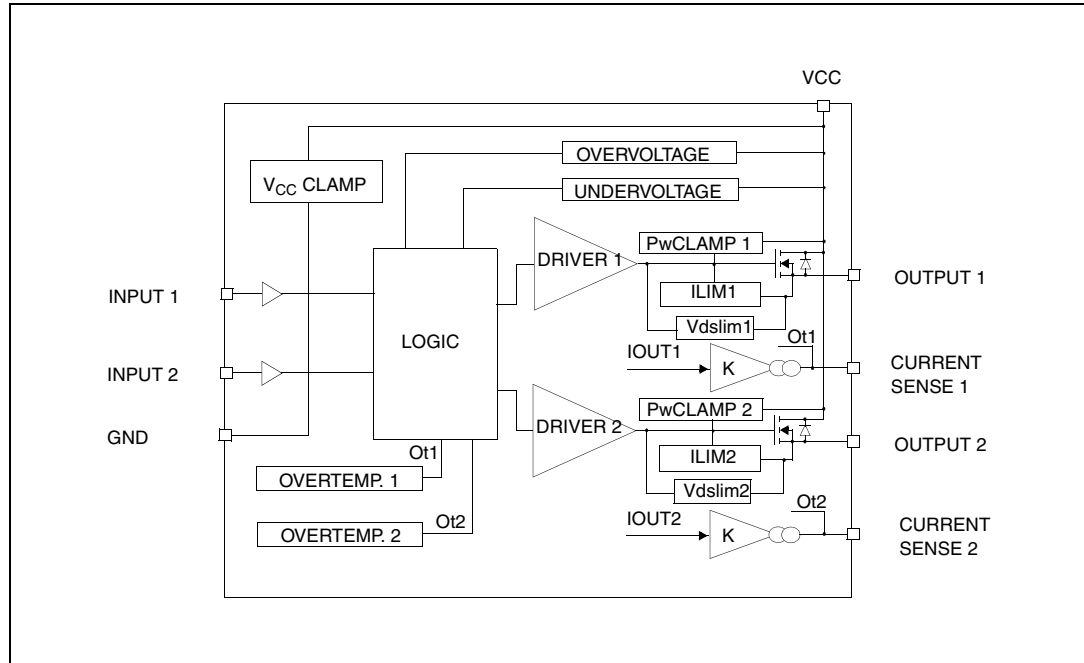 VCC
OVERVOLTAGE
VCC CLAMP
UNDERVOLTAGE
PwCLAMP 1
DRIVER 1
OUTPUT 1
INPUT 1
ILIM1
LOGIC
Vdslim1
Ot1
IOUT1
K
CURRENT
SENSE 1
INPUT 2
PwCLAMP 2
DRIVER 2
GND
OUTPUT 2
ILIM2
Ot1
OVERTEMP. 1
Vdslim2
Ot2
Ot2
IOUT2
OVERTEMP. 2
K
CURRENT
SENSE 2